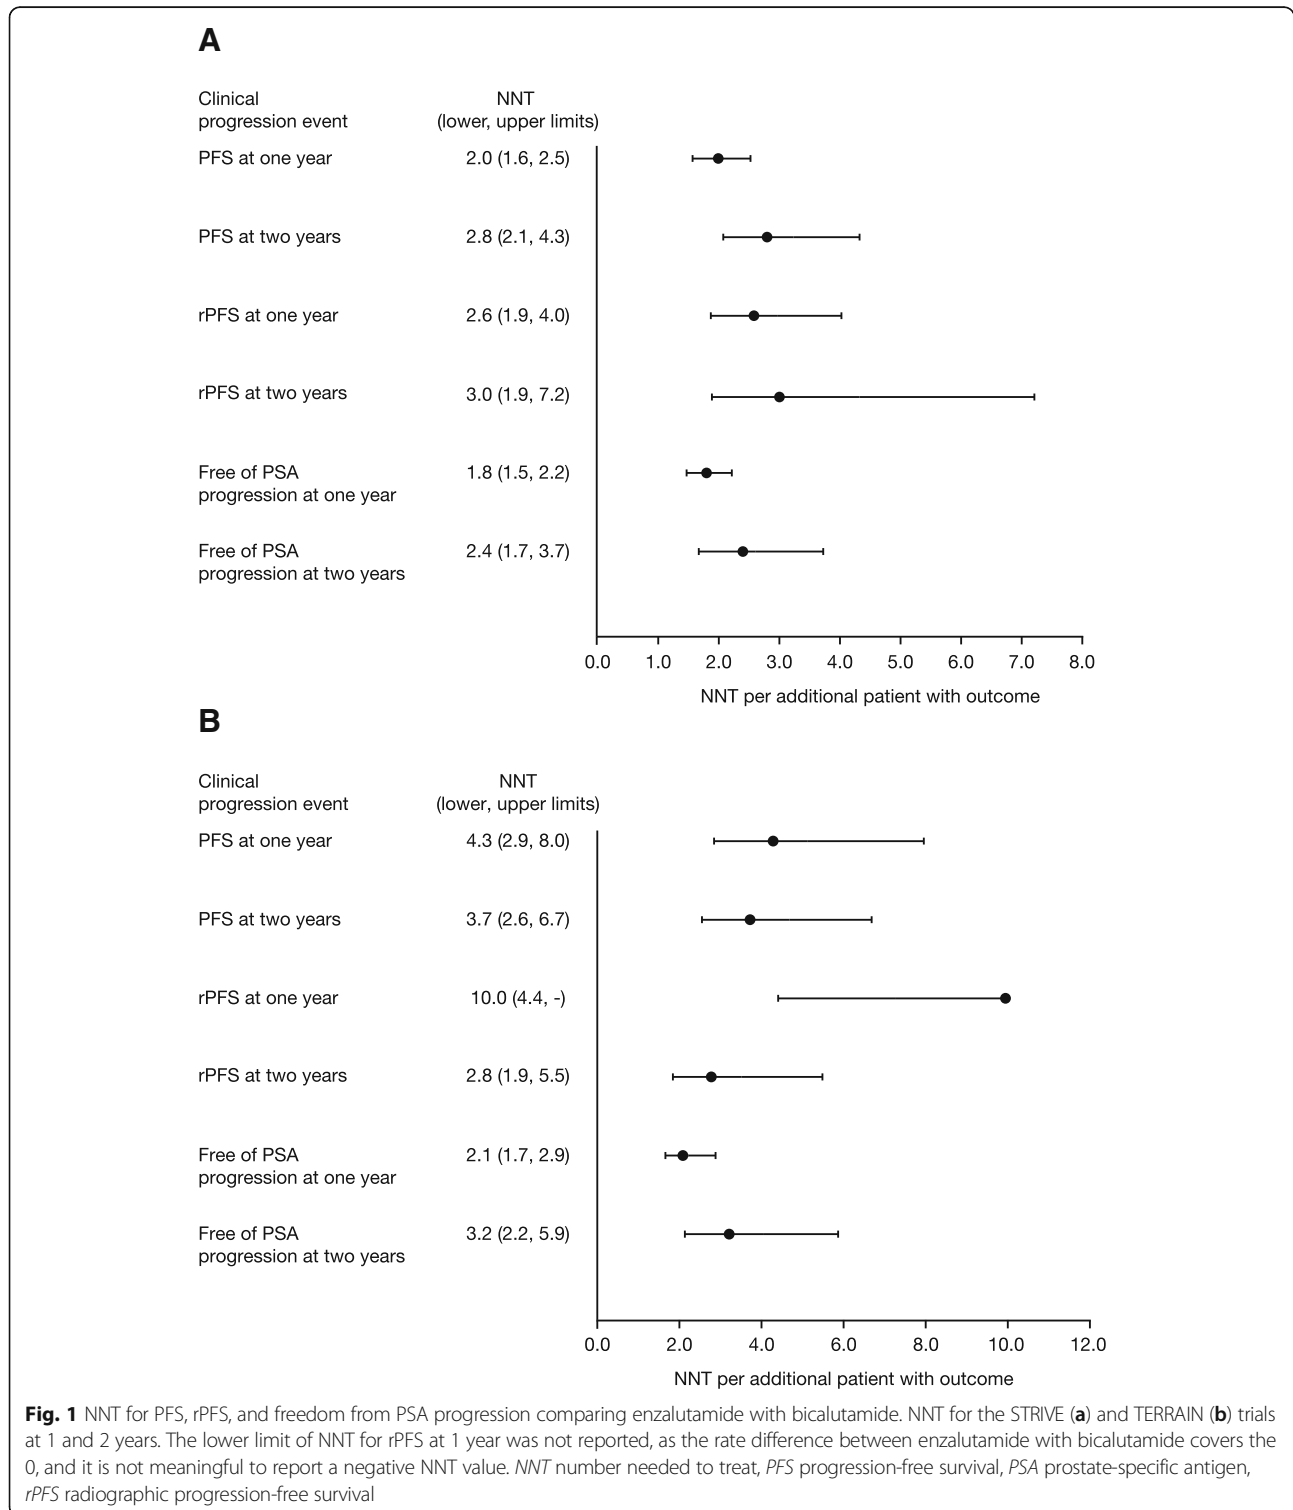 A
Clinical progression event
NNT (lower, upper limits)
PFS at one year 2.0 (1.6, 2.5)
PFS at two years 2.8 (2.1, 4.3)
rPFS at one year 2.6 (1.9, 4.0)
rPFS at two years 3.0 (1.9, 7.2)
Free of PSA 1.8 (1.5, 2.2)
progression at one year
Free of PSA 2.4 (1.7, 3.7)
progression at two years
0.0 1.0 2.0 3.0 4.0 5.0 6.0 7.0 8.0
NNT per additional patient with outcome
B
Clinical progression event
NNT (lower, upper limits)
PFS at one year 4.3 (2.9, 8.0)
PFS at two years 3.7 (2.6, 6.7)
rPFS at one year 10.0 (4.4, -)
rPFS at two years 2.8 (1.9, 5.5)
Free of PSA 2.1 (1.7, 2.9)
progression at one year
Free of PSA 3.2 (2.2, 5.9)
progression at two years
0.0 2.0 4.0 6.0 8.0 10.0 12.0
NNT per additional patient with outcome
Fig. 1 NNT for PFS, rPFS, and freedom from PSA progression comparing enzalutamide with bicalutamide. NNT for the STRIVE (a) and TERRAIN (b) trials
at 1 and 2 years. The lower limit of NNT for rPFS at 1 year was not reported, as the rate difference between enzalutamide with bicalutamide covers the
0, and it is not meaningful to report a negative NNT value. NNT number needed to treat, PFS progression-free survival, PSA prostate-specific antigen,
rPFS radiographic progression-free survival